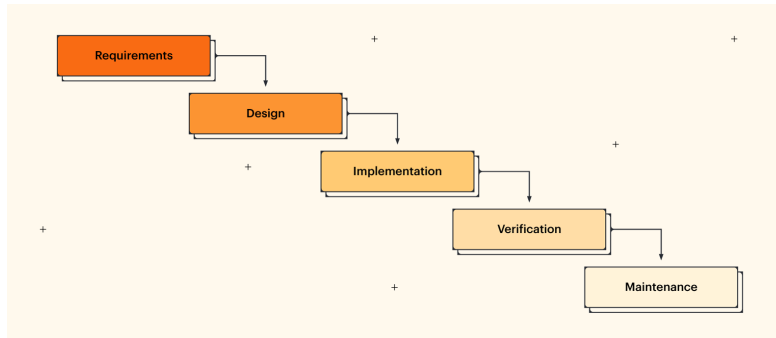 Requirements
Design
Implementation
Verification
Maintenance